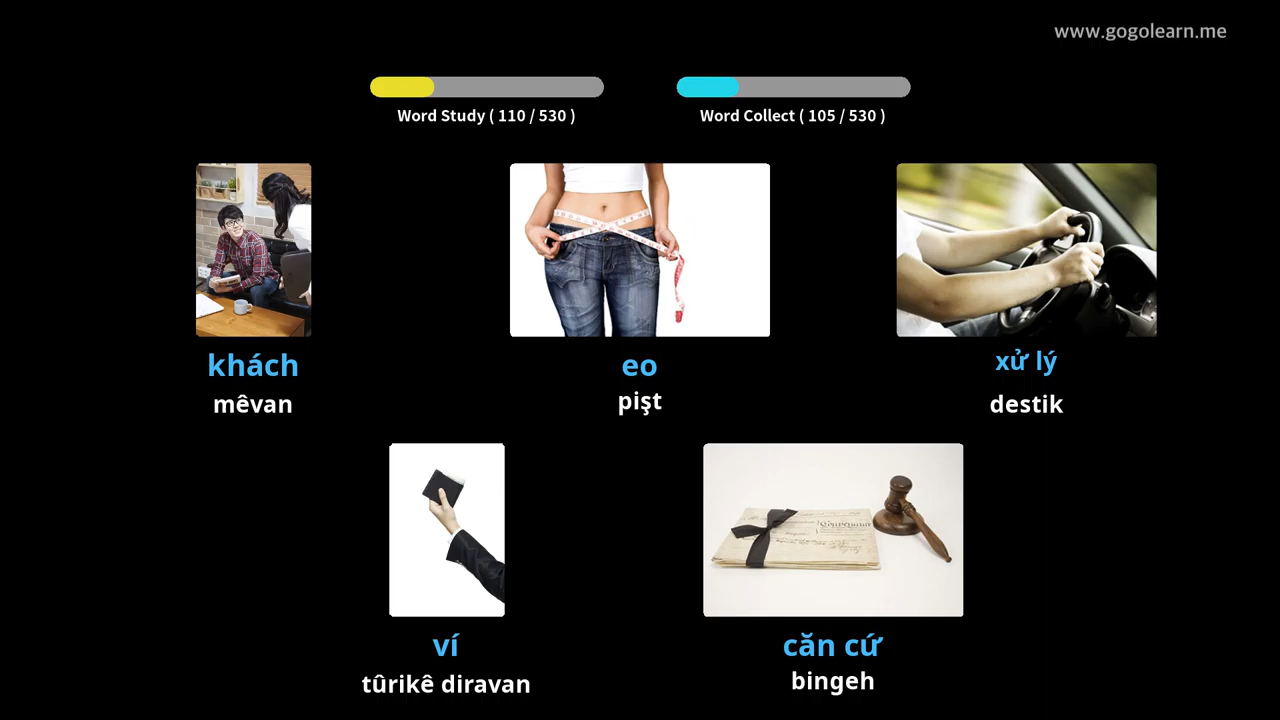 www.gogolearn.me
Word Study ( 110 / 530 )
Word Collect ( 105 / 530 )
khách
mêvan
eo
pişt
xử lý
destik
ví
tûrikê diravan
căn cứ
bingeh